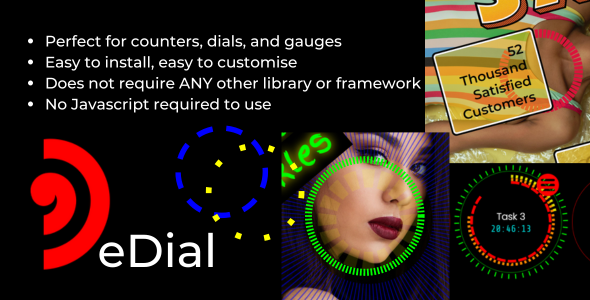 Perfect for counters, dials, and gauges
Easy to install, easy to customise
Does not require ANY other library or framework
No Javascript required to use
52
Thousand
Satisfied
Customers
eDial
Task 3
20:46:13